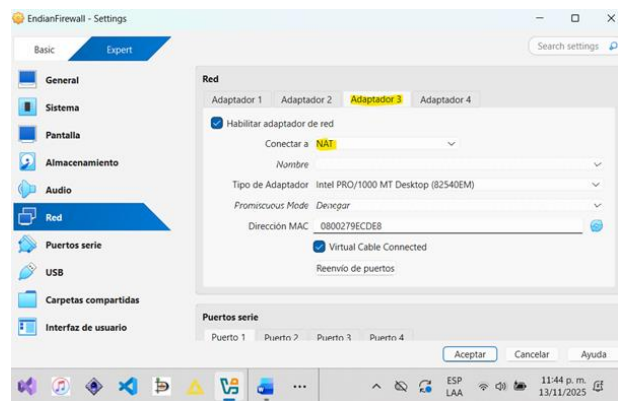 EndianFirewall - Settings
Basic Expert Search settings
General
Sistema
Pantalla
Almacenamiento
Audio
Red
Puertos serie
USB
Carpetas compartidas
Interfaz de usuario
Red
Adaptador 1 Adaptador 2 Adaptador 3 Adaptador 4
Habilitar adaptador de red
Conectar a NAT
Nombre
Tipo de Adaptador Intel PRO/1000 MT Desktop (82540EM)
Promiscuous Mode Denegar
Dirección MAC 0800279ECDE8
Virtual Cable Connected
Reenvío de puertos
Puertos serie
Puerto 1 Puerto 2 Puerto 3 Puerto 4
Aceptar Cancelar Ayuda
ESP
LAA
11:44 p. m.
13/11/2025